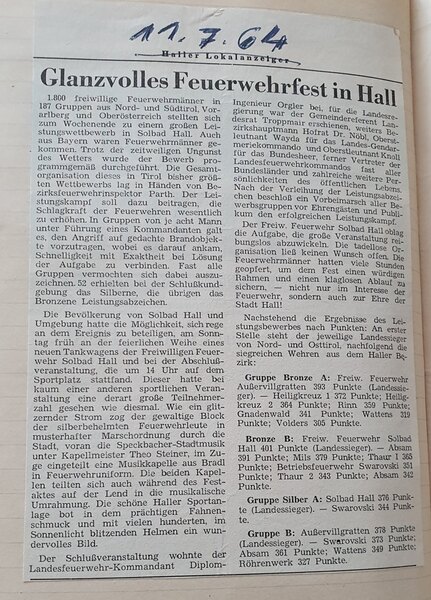 11.7.64
Haller Lokalanzeiger
Glanzvolles Feuerwehrfest in Hall
1.800 freiwillige Feuerwehrmänner in
187 Gruppen aus Nord- und Südtirol, Vor-
arlberg und Oberösterreich stellten sich
zum Wochenende zu einem großen Lei-
stungswettbewerb in Solbad Hall. Auch
aus Bayern waren Feuerwehrmänner ge-
kommen. Trotz der zeitweiligen Ungunst
des Wetters wurde der Bewerb pro-
grammgemäß durchgeführt. Die Gesamt-
organisation dieses in Tirol bisher größ-
ten Wettbewerbs lag in Händen von Be-
zirksfeuerwehrinspektor Parth. Der Lei-
stungskampf soll dazu beitragen, die
Schlagkraft der Feuerwehren wesentlich
zu erhöhen. In Gruppen von je acht Mann
unter Führung eines Kommandanten galt
es, den Angriff auf gedachte Brandobjek-
te vorzutragen, wobei es darauf ankam,
Schnelligkeit mit Exaktheit bei Lösung
der Aufgabe zu verbinden. Fast alle
Gruppen vermochten sich dabei auszu-
zeichnen. 52 erhielten bei der Schlußkund-
gebung das Silberne, die übrigen das
Bronzene Leistungsabzeichen.
Die Bevölkerung von Solbad Hall und
Umgebung hatte die Möglichkeit, sich rege
an dem Ereignis zu beteiligen, am Sonn-
tag früh an der feierlichen Weihe eines
neuen Tankwagens der Freiwilligen Feuer-
wehr Solbad Hall und bei der Abschluß-
veranstaltung, die um 14 Uhr auf dem
Sportplatz stattfand. Dieser hatte bei
kaum einer anderen sportlichen Veran-
staltung eine derart große Teilnehmer-
zahl gesehen wie diesmal. Wie ein glit-
zernder Strom zog der gewaltige Block
der silberbehelmten Feuerwehrleute in
musterhafter Marschordnung durch die
Stadt, voran die Speckbacher-Stadtmusik
unter Kapellmeister Theo Steiner, im Zu-
ge eingeteilt eine Musikkapelle aus Bradl
in Feuerwehruniform. Die beiden Kapel-
len teilten sich auch während des Fest-
aktes auf der Lend in die musikalische
Umrahmung. Die schöne Haller Sportan-
lage bot in dem prächtigen Fahnen-
schmuck und mit vielen hunderten, im
Sonnenlicht blitzenden Helmen ein wun-
dervolles Bild.
Der Schlußveranstaltung wohnte der
Landesfeuerwehr-Kommandant Diplom-
Ingenieur Orgler bei, für die Landesre-
gierung war der Gemeindereferent Lan-
desrat Troppmair erschienen, weiters Be-
zirkshauptmann Hofrat Dr. Nöbl, Oberst-
leutnant Wayda für das Landes-Gendar-
meriekommando und Oberstleutnant Knoll
für das Bundesheer, ferner Vertreter der
Landesfeuerwehrkommandos fast aller
Bundesländer und zahlreiche weitere Per-
sönlichkeiten des öffentlichen Lebens.
Nach der Verleihung der Leistungsabzei-
chen beschloß ein Vorbeimarsch aller Be-
werbsgruppen vor Ehrengästen und Publi-
kum den erfolgreichen Leistungskampf.
Der Freiw. Feuerwehr Solbad Hall oblag
die Aufgabe, die große Veranstaltung rei-
bungslos abzuwickeln. Die tadellose Or-
ganisation ließ keinen Wunsch offen. Die
Feuerwehrmänner hatten viele Stunden
geopfert, um dem Fest einen würdigen
Rahmen und einen klaglosen Ablauf zu
sichern, — nicht nur im Interesse der
Feuerwehr, sondern auch zur Ehre der
Stadt Hall!
Nachstehend die Ergebnisse des Lei-
stungsbewerbes nach Punkten: An erster
Stelle steht der jeweilige Landessieger
von Nord- und Osttirol, nachfolgend die
siegreichen Wehren aus dem Haller Be-
zirk:
Gruppe Bronze A: Freiw. Feuerwehr
Außervillgratten 393 Punkte (Landessie-
ger). — Heiligkreuz 1 372 Punkte; Heilig-
kreuz 2 364 Punkte; Rinn 359 Punkte;
Gnadenwald 341 Punkte; Wattens 319
Punkte; Volders 305 Punkte.
Bronze B: Freiw. Feuerwehr Solbad
Hall 401 Punkte (Landessieger). — Absam
391 Punkte; Mils 379 Punkte; Thaur 1 365
Punkte; Betriebsfeuerwehr Swarovski 351
Punkte; Thaur 2 343 Punkte; Absam 342
Punkte.
Gruppe Silber A: Solbad Hall 376 Punk-
te (Landessieger). — Swarovski 344 Punk-
te.
Gruppe B: Außervillgratten 378 Punkte
(Landessieger). — Swarovski 373 Punkte;
Absam 361 Punkte; Wattens 349 Punkte;
Röhrenwerk 327 Punkte.